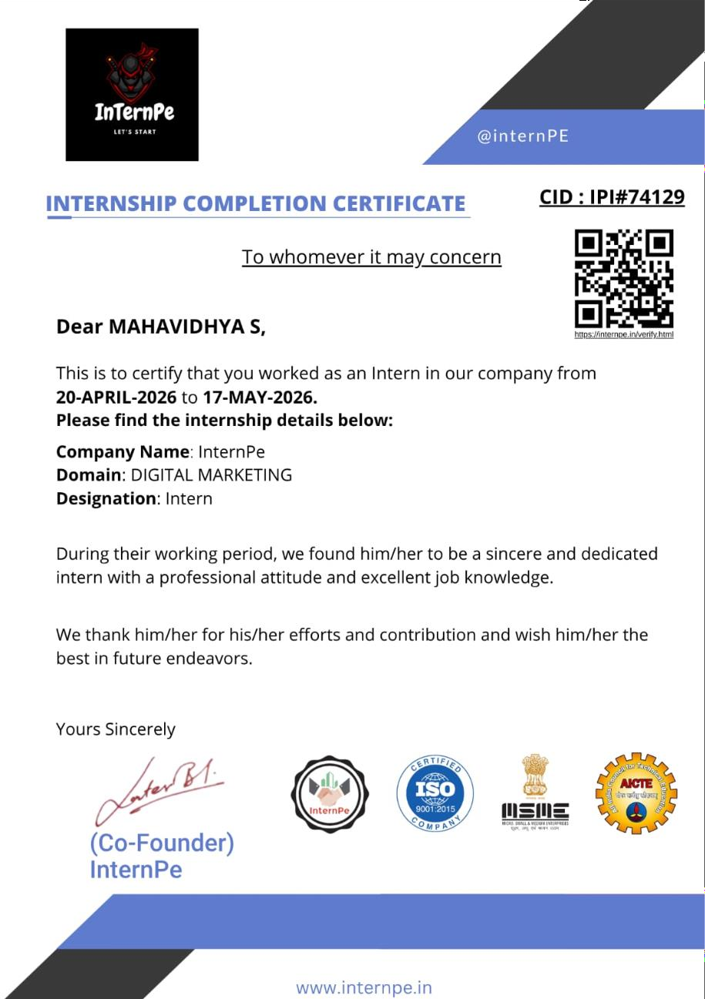 InTernPe
LET'S START
@internPE
INTERNSHIP COMPLETION CERTIFICATE
CID : IPI#74129
To whomever it may concern
https://internpe.in/verify.html
Dear MAHAVIDHYA S,
This is to certify that you worked as an Intern in our company from
20-APRIL-2026 to 17-MAY-2026.
Please find the internship details below:
Company Name: InternPe
Domain: DIGITAL MARKETING
Designation: Intern
During their working period, we found him/her to be a sincere and dedicated
intern with a professional attitude and excellent job knowledge.
We thank him/her for his/her efforts and contribution and wish him/her the
best in future endeavors.
Yours Sincerely
(Co-Founder)
InternPe
InternPe
CERTIFIED
ISO
9001:2015
COMPANY
MSME
MICRO, SMALL & MEDIUM ENTERPRISES
सूक्ष्म, लघु एवं मध्यम उद्यम
All India Council for Technical Education
AICTE
www.internpe.in